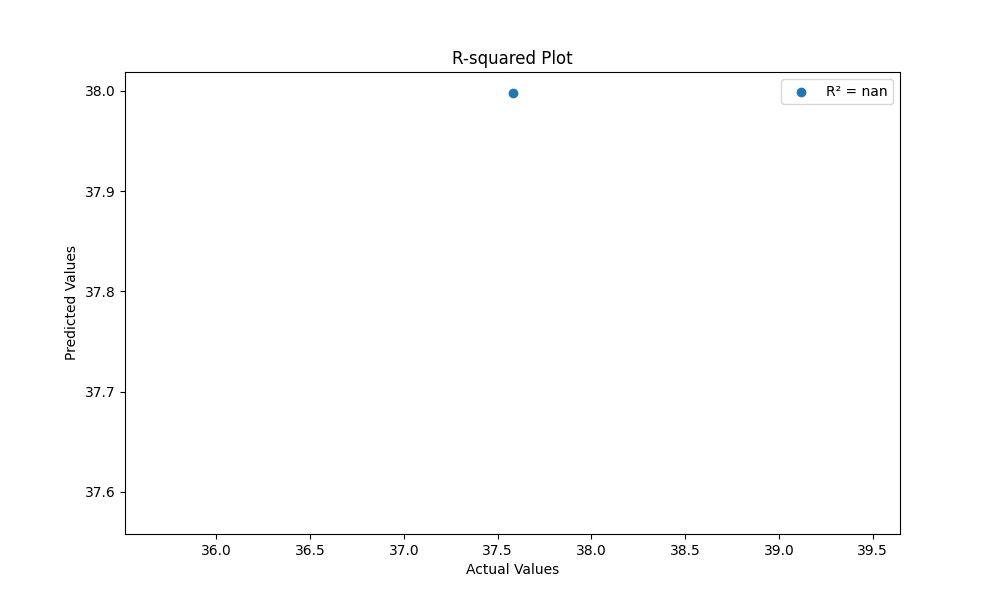 R-squared Plot
R² = nan
38.0
37.9
37.8
37.7
37.6
Predicted Values
36.0 36.5 37.0 37.5 38.0 38.5 39.0 39.5
Actual Values